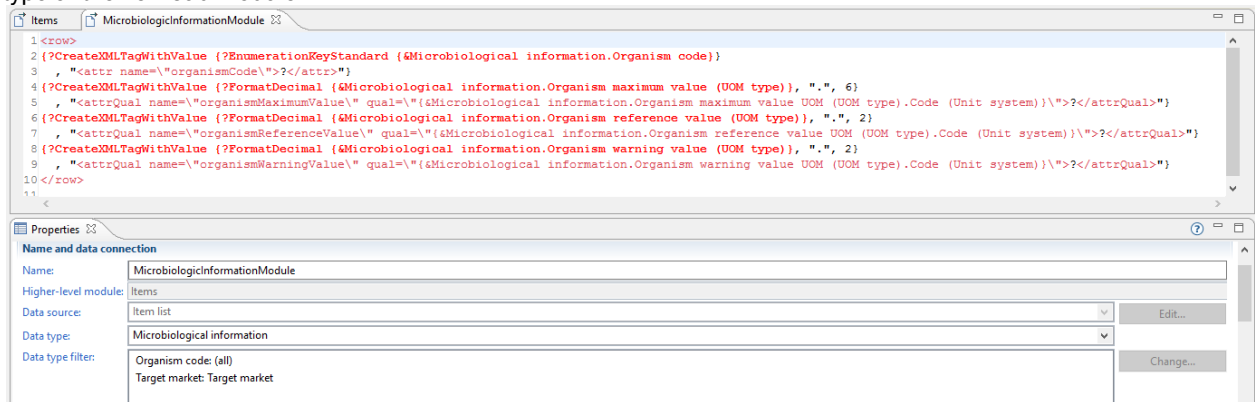 Items
MicrobiologicInformationModule
1 <row>
2 {?CreateXMLTagWithValue {?EnumerationKeyStandard {&Microbiological information.Organism code}}
3 , "<attr name=\"organismCode\">?</attr>"}
4 {?CreateXMLTagWithValue {?FormatDecimal {&Microbiological information.Organism maximum value (UOM type)}, ".", 6}
5 , "<attrQual name=\"organismMaximumValue\" qual=\"{&Microbiological information.Organism maximum value UOM (UOM type).Code (Unit system)}\">?</attrQual>"}
6 {?CreateXMLTagWithValue {?FormatDecimal {&Microbiological information.Organism reference value (UOM type)}, ".", 2}
7 , "<attrQual name=\"organismReferenceValue\" qual=\"{&Microbiological information.Organism reference value UOM (UOM type).Code (Unit system)}\">?</attrQual>"}
8 {?CreateXMLTagWithValue {?FormatDecimal {&Microbiological information.Organism warning value (UOM type)}, ".", 2}
9 , "<attrQual name=\"organismWarningValue\" qual=\"{&Microbiological information.Organism warning value UOM (UOM type).Code (Unit system)}\">?</attrQual>"}
10 </row>
11
Properties
Name and data connection
Name: MicrobiologicInformationModule
Higher-level module: Items
Data source: Item list Edit...
Data type: Microbiological information
Data type filter: Organism code: (all) Change...
Target market: Target market